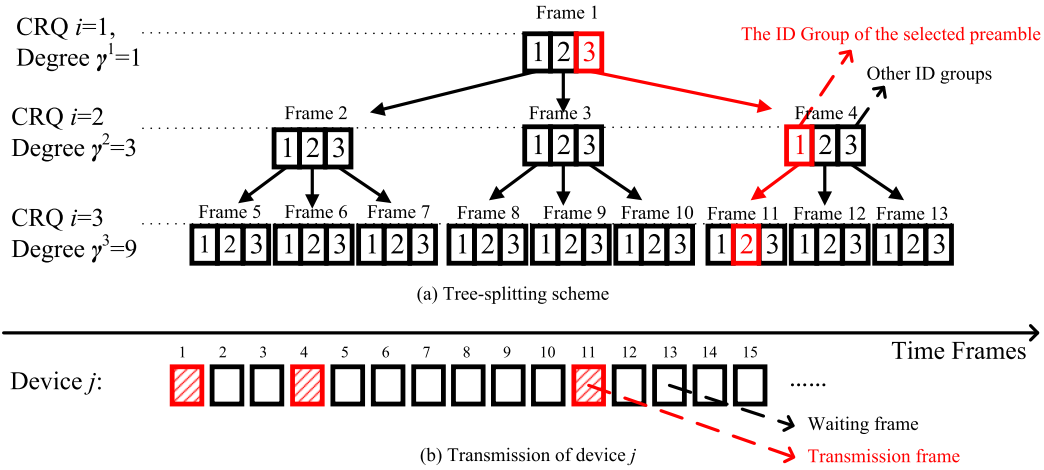 Frame 1
CRQ i=1,
Degree γ¹=1
1 2 3
The ID Group of the selected preamble
Other ID groups
CRQ i=2
Degree γ²=3
Frame 2
Frame 3
Frame 4
1 2 3
1 2 3
1 2 3
CRQ i=3
Degree γ³=9
Frame 5
Frame 6
Frame 7
Frame 8
Frame 9
Frame 10
Frame 11
Frame 12
Frame 13
1 2 3
1 2 3
1 2 3
1 2 3
1 2 3
1 2 3
1 2 3
1 2 3
1 2 3
(a) Tree-splitting scheme
Time Frames
1 2 3 4 5 6 7 8 9 10 11 12 13 14 15
Device j:
......
Waiting frame
Transmission frame
(b) Transmission of device j